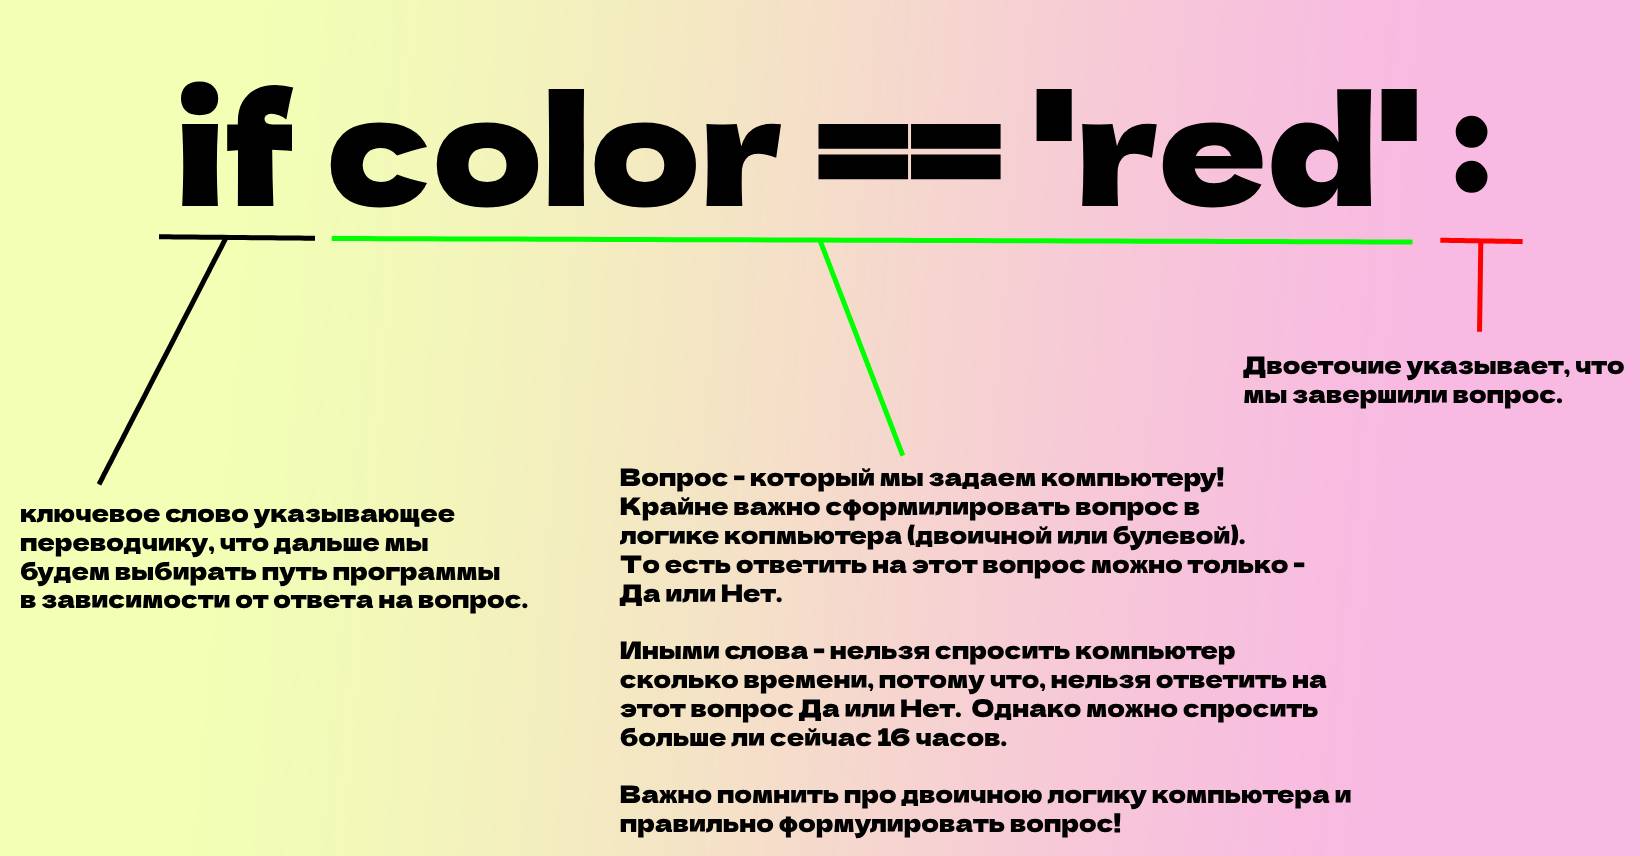 if color == 'red' :
Двоеточие указывает, что
мы завершили вопрос.
ключевое слово указывающее
переводчику, что дальше мы
будем выбирать путь программы
в зависимости от ответа на вопрос.
Вопрос - который мы задаем компьютеру!
Крайне важно сформилировать вопрос в
логике копмьютера (двоичной или булевой).
То есть ответить на этот вопрос можно только -
Да или Нет.
Иными слова - нельзя спросить компьютер
сколько времени, потому что, нельзя ответить на
этот вопрос Да или Нет. Однако можно спросить
больше ли сейчас 16 часов.
Важно помнить про двоичною логику компьютера и
правильно формулировать вопрос!